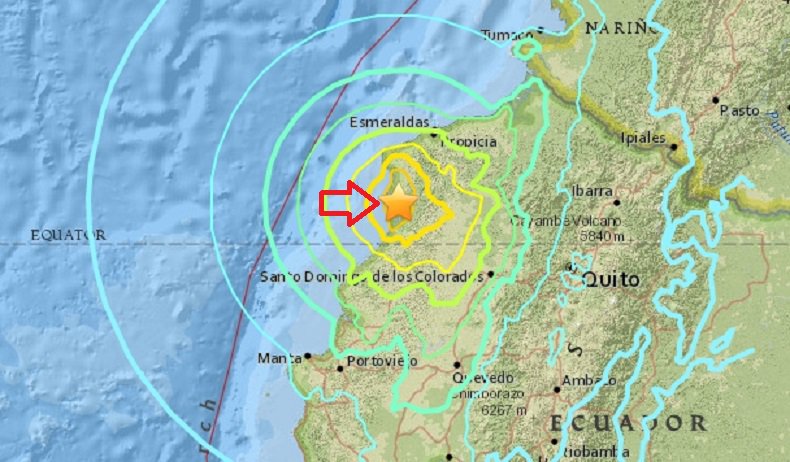 Tumaco
NARIÑO
Pasto
Esmeraldas
Propicia
Ipiales
Ibarra
Cayambe Volcano
5840 m
EQUATOR
Santo Domingo de los Colorados
Quito
Manta
Portoviejo
Quevedo
Chimborazo
6267 m
Ambato
S
rch
ECUADOR
Riobamba